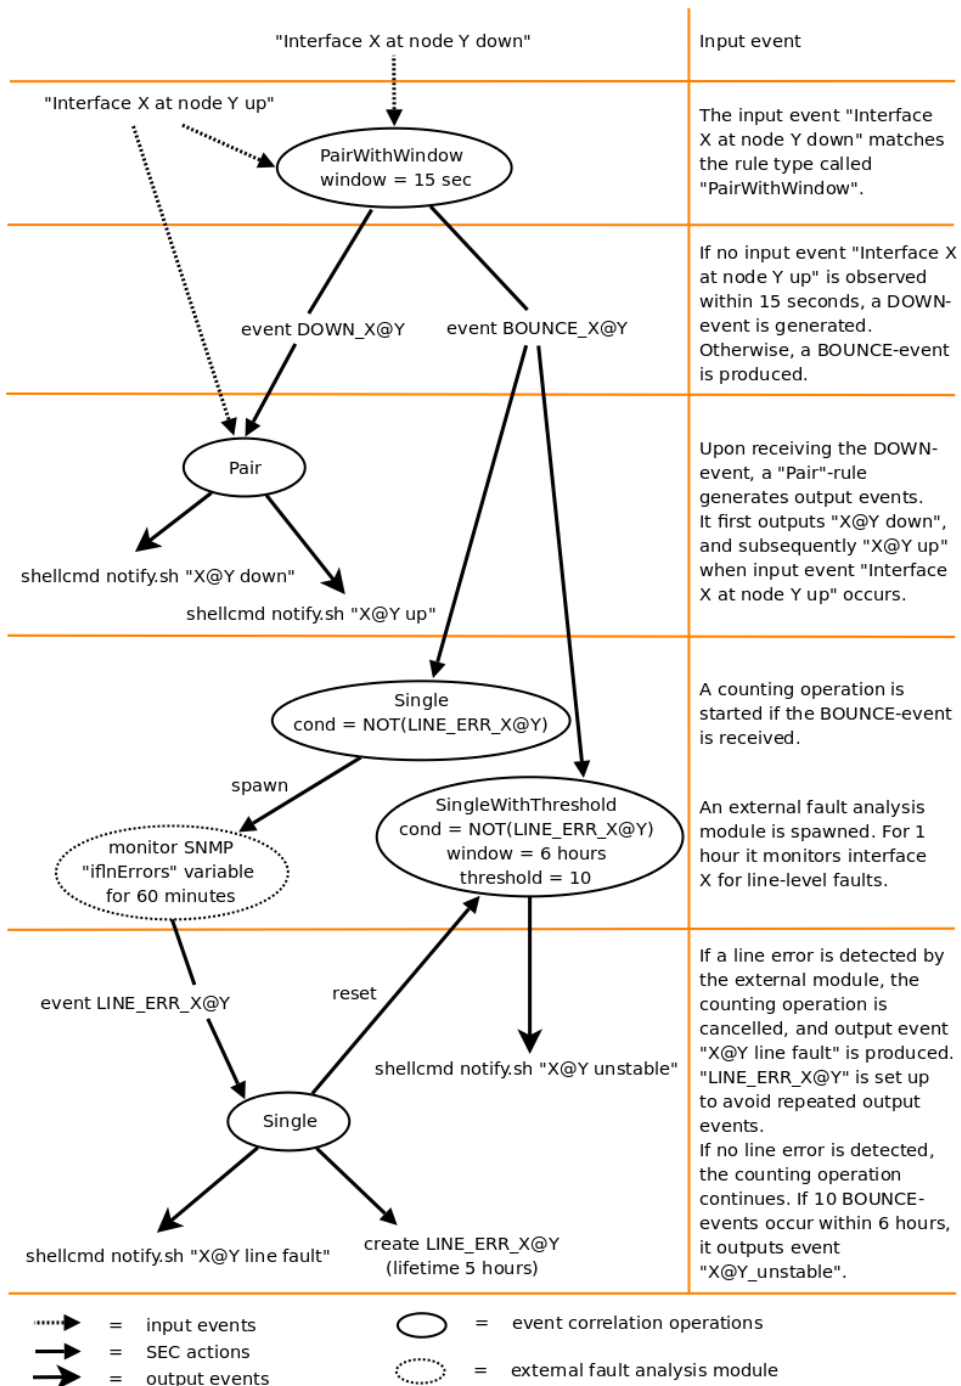 "Interface X at node Y down"
Input event
"Interface X at node Y up"
The input event "Interface
X at node Y down" matches
the rule type called
"PairWithWindow".
PairWithWindow
window = 15 sec
If no input event "Interface X
at node Y up" is observed
within 15 seconds, a DOWN-
event is generated.
Otherwise, a BOUNCE-event
is produced.
event DOWN_X@Y
event BOUNCE_X@Y
Pair
Upon receiving the DOWN-
event, a "Pair"-rule
generates output events.
It first outputs "X@Y down",
and subsequently "X@Y up"
when input event "Interface
X at node Y up" occurs.
shellcmd notify.sh "X@Y down"
shellcmd notify.sh "X@Y up"
Single
cond = NOT(LINE_ERR_X@Y)
A counting operation is
started if the BOUNCE-event
is received.
spawn
SingleWithThreshold
cond = NOT(LINE_ERR_X@Y)
window = 6 hours
threshold = 10
An external fault analysis
module is spawned. For 1
hour it monitors interface
X for line-level faults.
monitor SNMP
"ifInErrors" variable
for 60 minutes
event LINE_ERR_X@Y
reset
If a line error is detected by
the external module, the
counting operation is
cancelled, and output event
"X@Y line fault" is produced.
"LINE_ERR_X@Y" is set up
to avoid repeated output
events.
If no line error is detected,
the counting operation
continues. If 10 BOUNCE-
events occur within 6 hours,
it outputs event
"X@Y_unstable".
shellcmd notify.sh "X@Y unstable"
Single
shellcmd notify.sh "X@Y line fault"
create LINE_ERR_X@Y
(lifetime 5 hours)
= input events
= event correlation operations
= SEC actions
= external fault analysis module
= output events